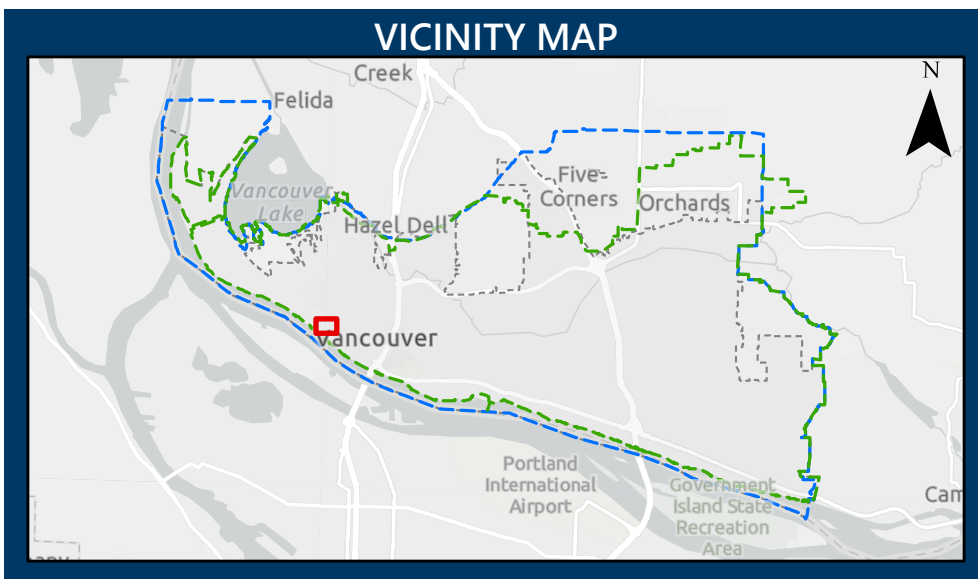 VICINITY MAP
Creek
N
Felida
Five-
Corners
Vancouver
Lake
Orchards
Hazel Dell
Vancouver
Portland
International
Airport
Government
Island State
Recreation
Area
Cam